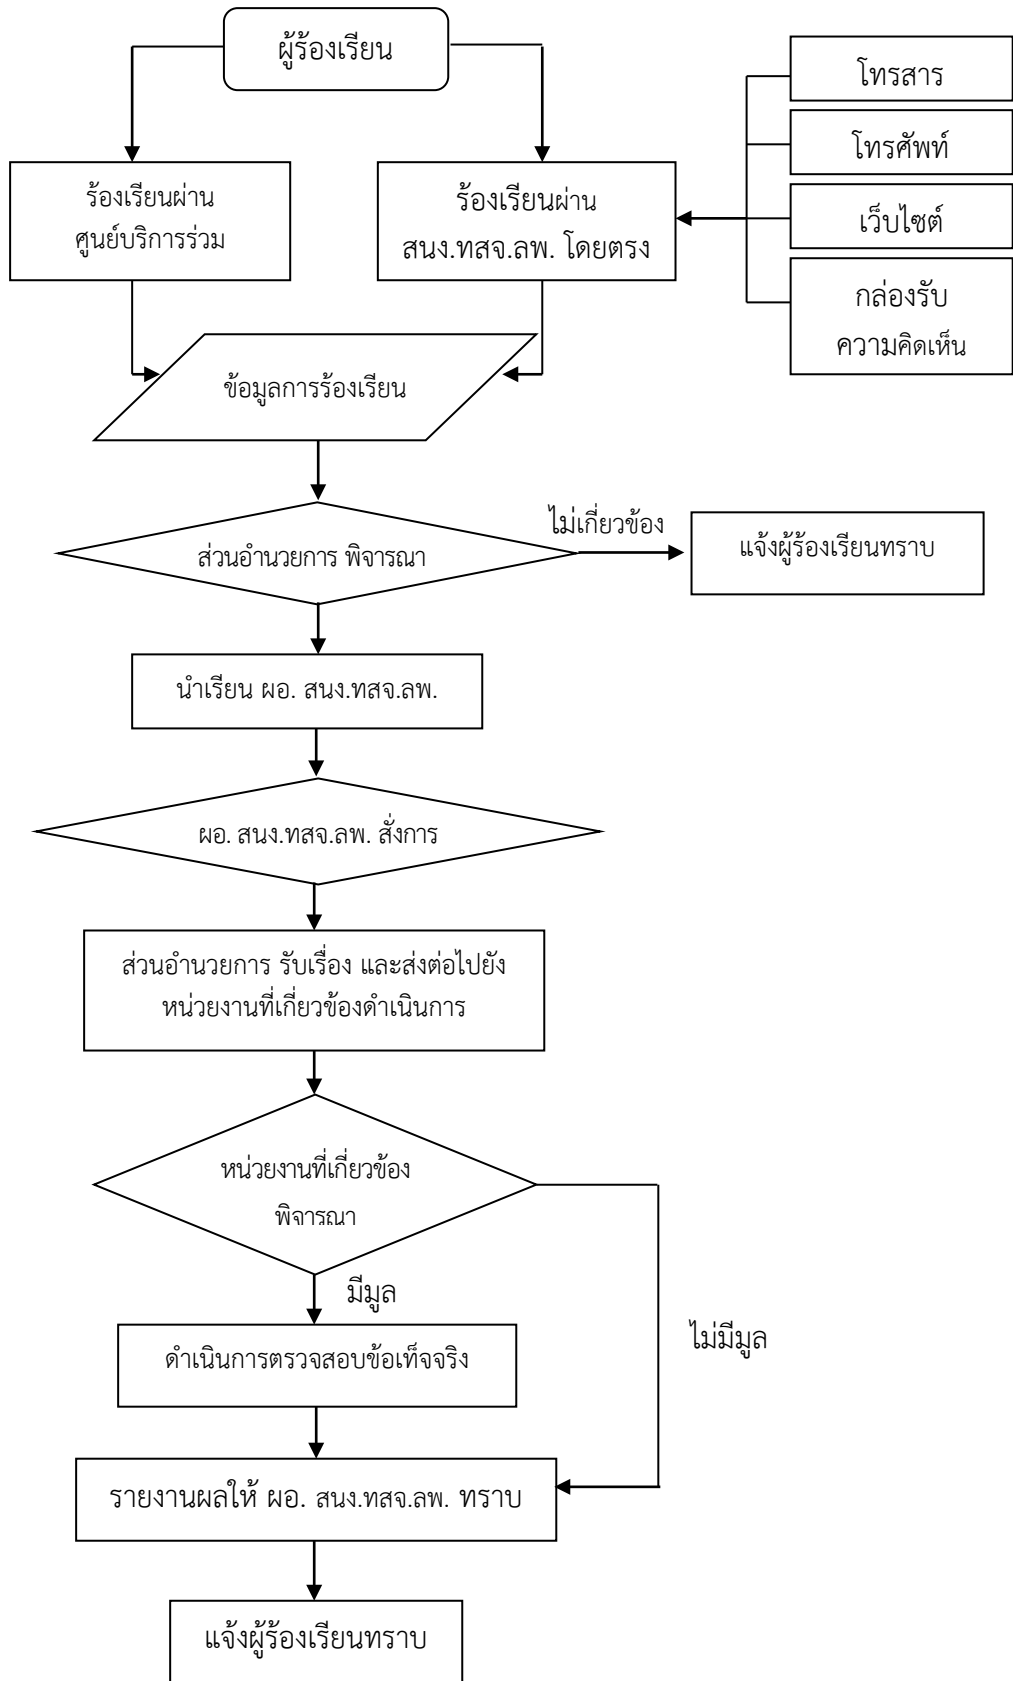 ผู้ร้องเรียน
โทรสาร
โทรศัพท์
เว็บไซต์
กล่องรับ
ความคิดเห็น
ร้องเรียนผ่าน
ศูนย์บริการร่วม
ร้องเรียนผ่าน
สนง.ทสจ.ลพ. โดยตรง
ข้อมูลการร้องเรียน
ส่วนอำนวยการ พิจารณา
ไม่เกี่ยวข้อง
แจ้งผู้ร้องเรียนทราบ
นำเรียน ผอ. สนง.ทสจ.ลพ.
ผอ. สนง.ทสจ.ลพ. สั่งการ
ส่วนอำนวยการ รับเรื่อง และส่งต่อไปยัง
หน่วยงานที่เกี่ยวข้องดำเนินการ
หน่วยงานที่เกี่ยวข้อง
พิจารณา
มีมูล
ไม่มีมูล
ดำเนินการตรวจสอบข้อเท็จจริง
รายงานผลให้ ผอ. สนง.ทสจ.ลพ. ทราบ
แจ้งผู้ร้องเรียนทราบ